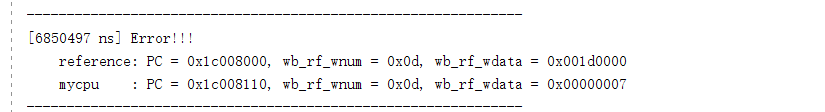 --------------------------------------------------------------
[6850497 ns] Error!!!
    reference: PC = 0x1c008000, wb_rf_wnum = 0x0d, wb_rf_wdata = 0x001d0000
    mycpu    : PC = 0x1c008110, wb_rf_wnum = 0x0d, wb_rf_wdata = 0x00000007
--------------------------------------------------------------